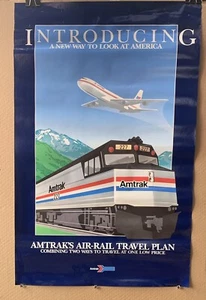 INTRODUCING
A NEW WAY TO LOOK AT AMERICA
Amtrak
Amtrak
AMTRAK'S AIR-RAIL TRAVEL PLAN
COMBINING TWO WAYS TO TRAVEL AT ONE LOW PRICE